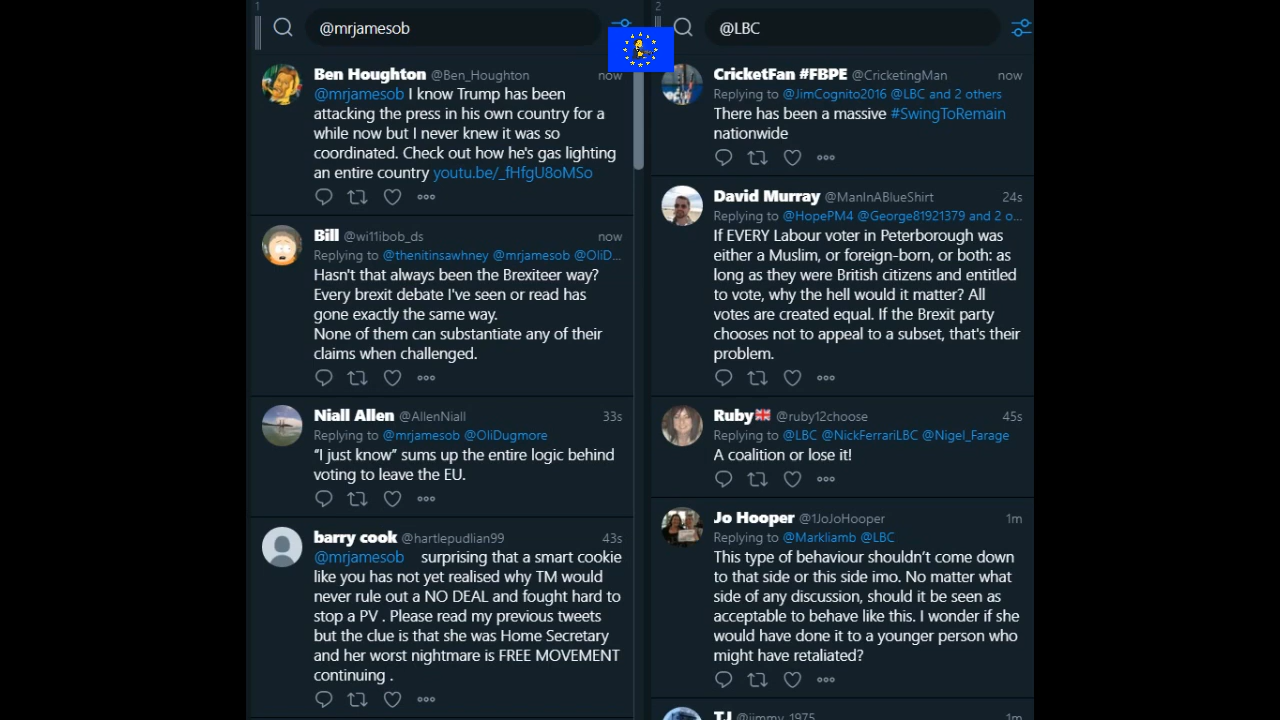 1
@mrjamesob
Ben Houghton @Ben_Houghton now
@mrjamesob I know Trump has been
attacking the press in his own country for a
while now but I never knew it was so
coordinated. Check out how he's gas lighting
an entire country youtu.be/_fHfgU8oMSo
Bill @wi11ibob_ds now
Replying to @thenitinsawhney @mrjamesob @OliD...
Hasn't that always been the Brexiteer way?
Every brexit debate I've seen or read has
gone exactly the same way.
None of them can substantiate any of their
claims when challenged.
Niall Allen @AllenNiall 33s
Replying to @mrjamesob @OliDugmore
“I just know” sums up the entire logic behind
voting to leave the EU.
barry cook @hartlepudlian99 43s
@mrjamesob surprising that a smart cookie
like you has not yet realised why TM would
never rule out a NO DEAL and fought hard to
stop a PV . Please read my previous tweets
but the clue is that she was Home Secretary
and her worst nightmare is FREE MOVEMENT
continuing .
2
@LBC
CricketFan #FBPE @CricketingMan now
Replying to @JimCognito2016 @LBC and 2 others
There has been a massive #SwingToRemain
nationwide
David Murray @ManInABlueShirt 24s
Replying to @HopePM4 @George81921379 and 2 o...
If EVERY Labour voter in Peterborough was
either a Muslim, or foreign-born, or both: as
long as they were British citizens and entitled
to vote, why the hell would it matter? All
votes are created equal. If the Brexit party
chooses not to appeal to a subset, that's their
problem.
Ruby @ruby12choose 45s
Replying to @LBC @NickFerrariLBC @Nigel_Farage
A coalition or lose it!
Jo Hooper @1JoJoHooper 1m
Replying to @Markliamb @LBC
This type of behaviour shouldn’t come down
to that side or this side imo. No matter what
side of any discussion, should it be seen as
acceptable to behave like this. I wonder if she
would have done it to a younger person who
might have retaliated?
TJ @jimmy_1975 1m